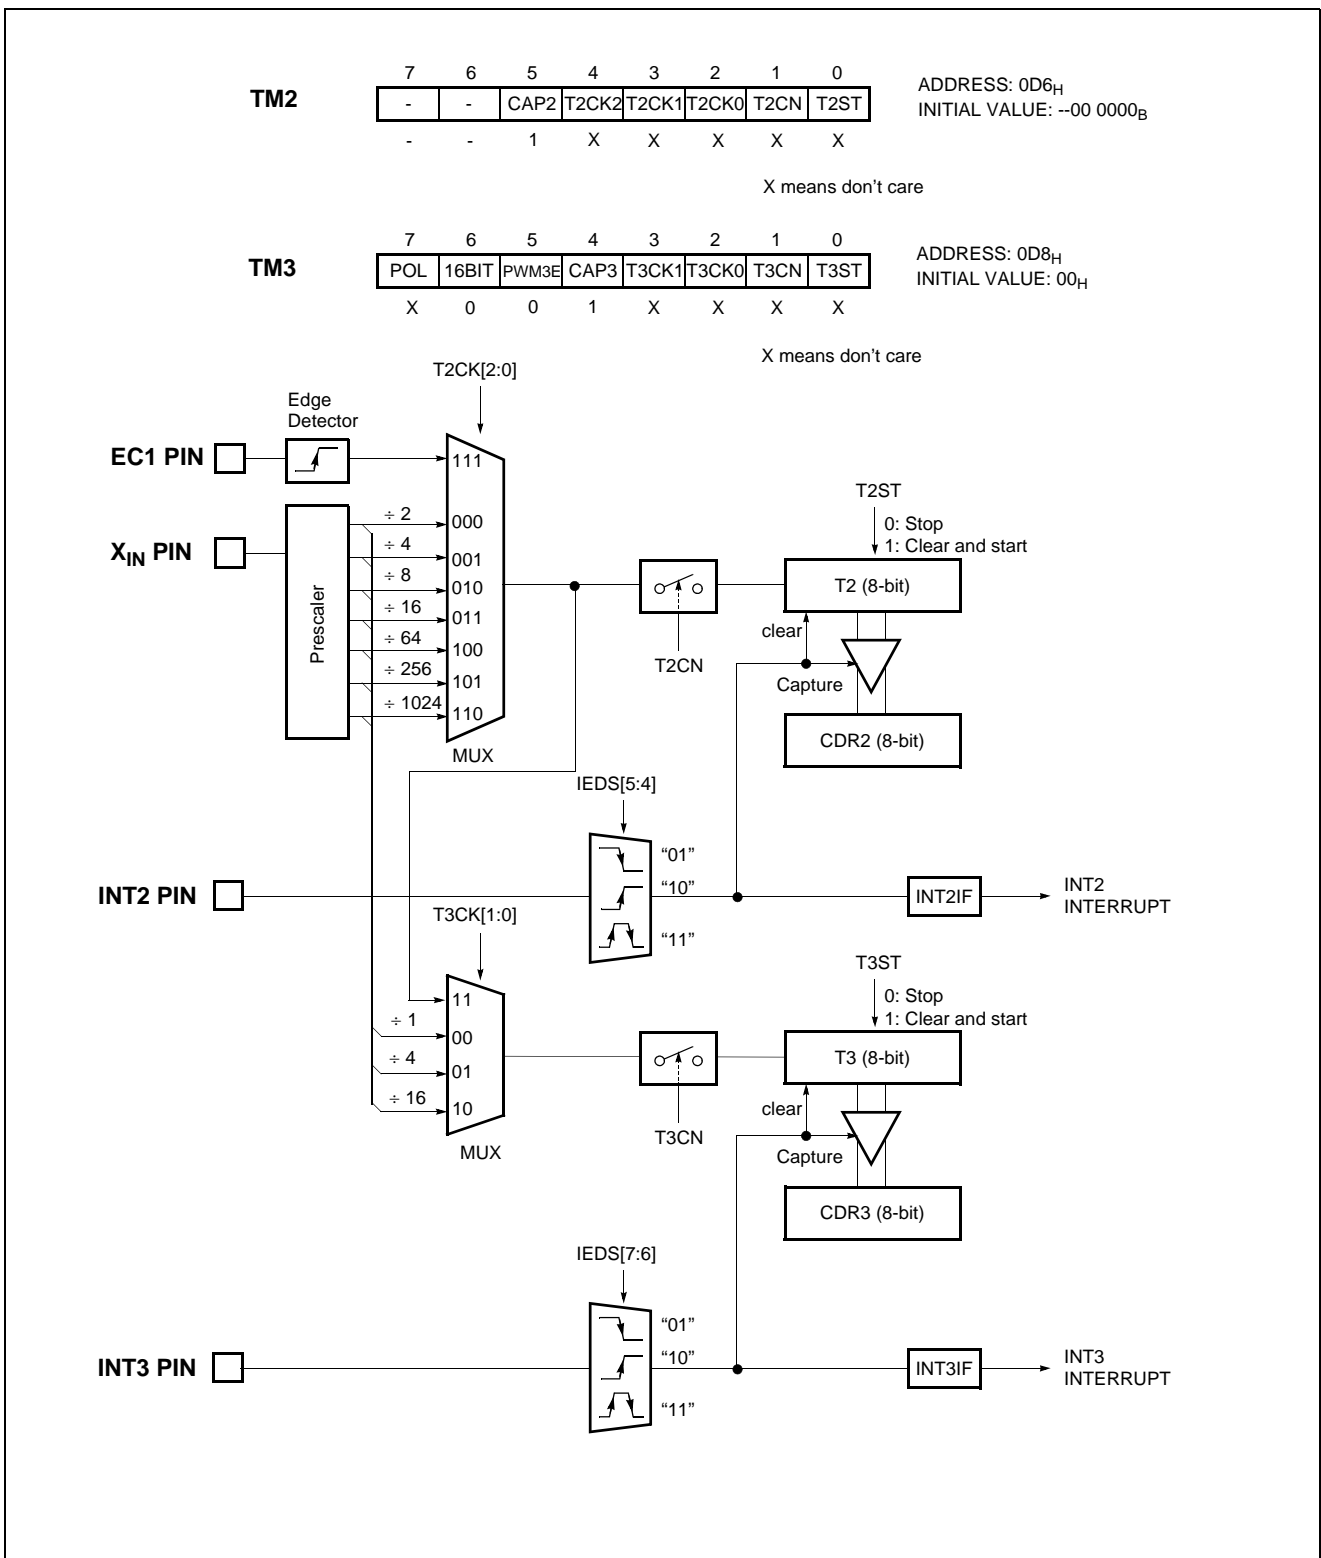 7 6 5 4 3 2 1 0
TM2 - - CAP2 T2CK2 T2CK1 T2CK0 T2CN T2ST
ADDRESS: 0D6H
INITIAL VALUE: --00 0000B
- - 1 X X X X X
X means don't care
7 6 5 4 3 2 1 0
TM3 POL 16BIT PWM3E CAP3 T3CK1 T3CK0 T3CN T3ST
ADDRESS: 0D8H
INITIAL VALUE: 00H
X 0 0 1 X X X X
X means don't care
T2CK[2:0]
Edge
Detector
EC1 PIN
111
XIN PIN
Prescaler
÷ 2
000
÷ 4
001
÷ 8
010
÷ 16
011
÷ 64
100
÷ 256
101
÷ 1024
110
MUX
T2CN
T2ST
0: Stop
1: Clear and start
T2 (8-bit)
clear
Capture
CDR2 (8-bit)
IEDS[5:4]
“01”
INT2 PIN
“10”
“11”
INT2IF
INT2
INTERRUPT
T3CK[1:0]
11
÷ 1
00
÷ 4
01
÷ 16
10
MUX
T3CN
T3ST
0: Stop
1: Clear and start
T3 (8-bit)
clear
Capture
CDR3 (8-bit)
IEDS[7:6]
“01”
INT3 PIN
“10”
“11”
INT3IF
INT3
INTERRUPT